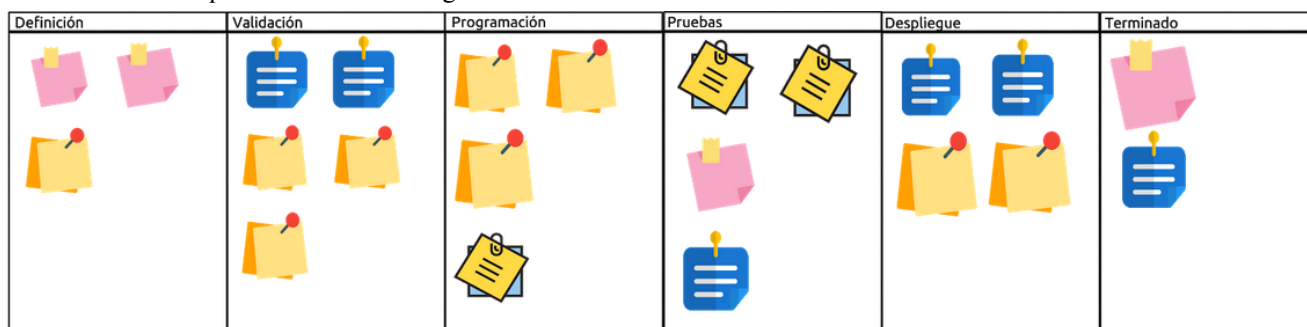 Definición
Validación
Programación
Pruebas
Despliegue
Terminado